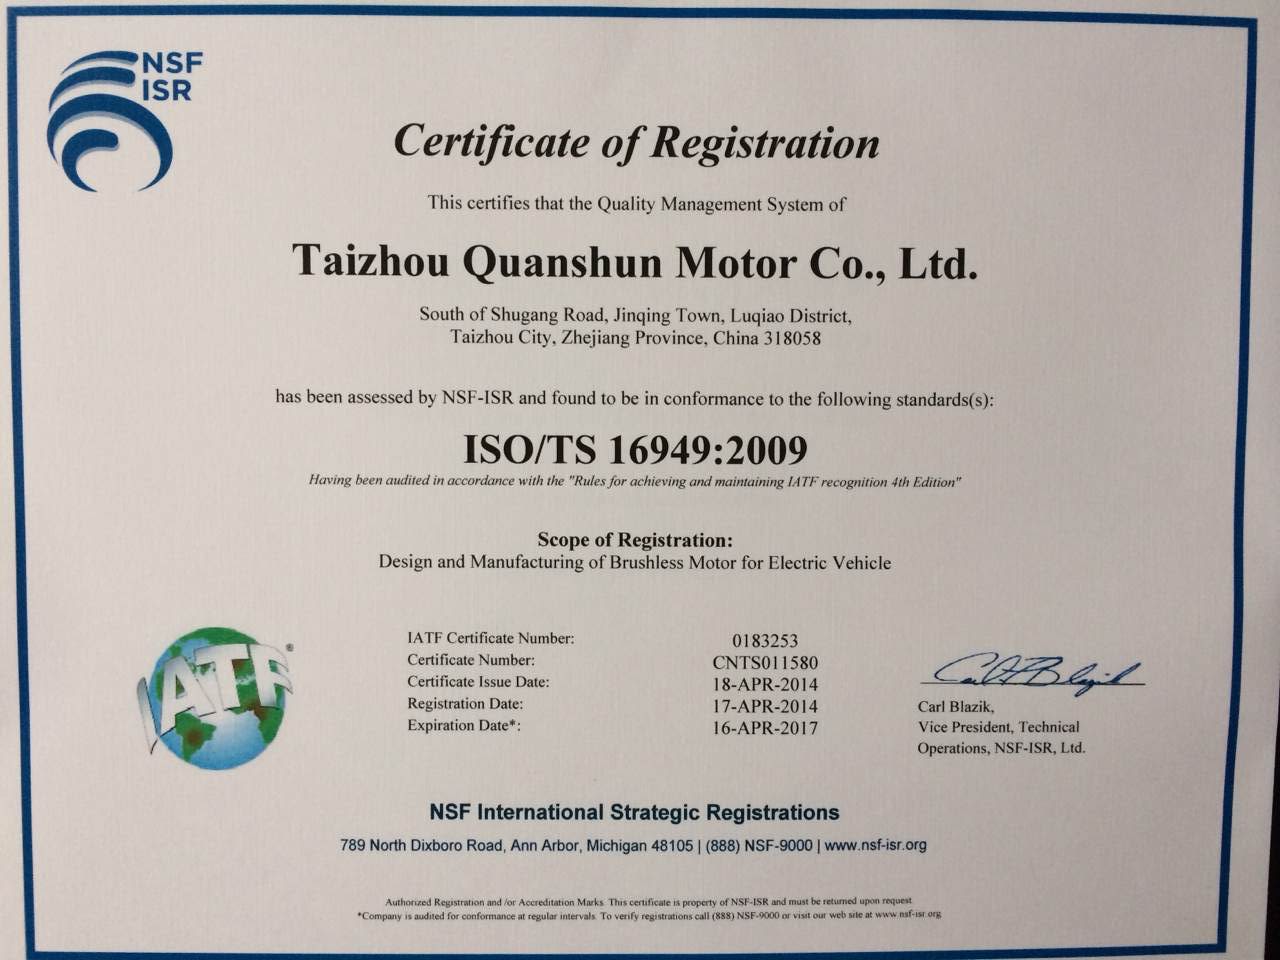 NSF
ISR
Certificate of Registration
This certifies that the Quality Management System of
Taizhou Quanshun Motor Co., Ltd.
South of Shugang Road, Jinqing Town, Luqiao District,
Taizhou City, Zhejiang Province, China 318058
has been assessed by NSF-ISR and found to be in conformance to the following standards(s):
ISO/TS 16949:2009
Having been audited in accordance with the "Rules for achieving and maintaining IATF recognition 4th Edition"
Scope of Registration:
Design and Manufacturing of Brushless Motor for Electric Vehicle
IATF®
IATF Certificate Number: 0183253
Certificate Number: CNTS011580
Certificate Issue Date: 18-APR-2014
Registration Date: 17-APR-2014
Expiration Date*: 16-APR-2017
Carl Blazik
Carl Blazik,
Vice President, Technical
Operations, NSF-ISR, Ltd.
NSF International Strategic Registrations
789 North Dixboro Road, Ann Arbor, Michigan 48105 | (888) NSF-9000 | www.nsf-isr.org
Authorized Registration and /or Accreditation Marks. This certificate is property of NSF-ISR and must be returned upon request
*Company is audited for conformance at regular intervals. To verify registrations call (888) NSF-9000 or visit our web site at www.nsf-isr.org